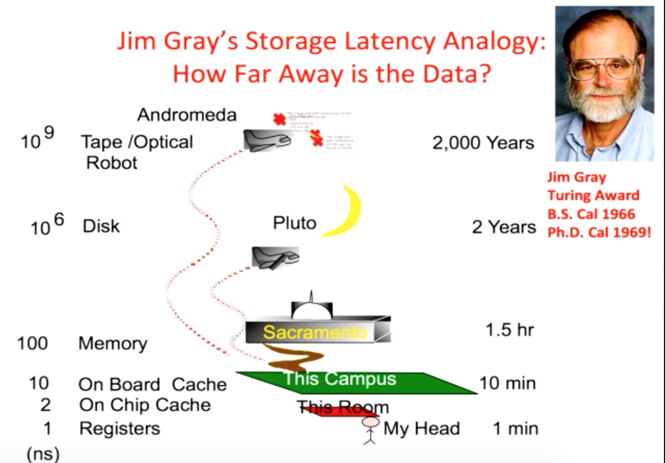 Jim Gray's Storage Latency Analogy:
How Far Away is the Data?
Andromeda
10 9 Tape /Optical 2,000 Years
Robot
Jim Gray
Turing Award
B.S. Cal 1966
Ph.D. Cal 1969!
10 6 Disk Pluto 2 Years
Sacramento 1.5 hr
100 Memory
10 On Board Cache This Campus 10 min
2 On Chip Cache This Room
1 Registers My Head 1 min
(ns)